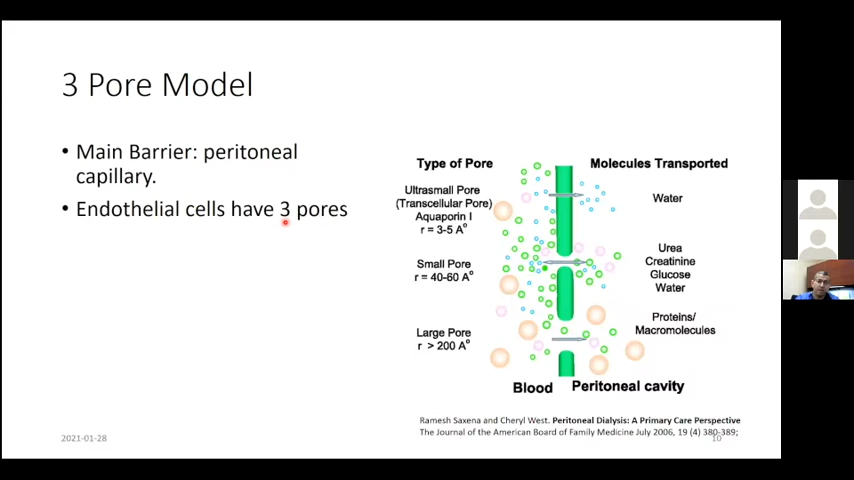 3 Pore Model
• Main Barrier: peritoneal
capillary.
• Endothelial cells have 3 pores
Type of Pore
Molecules Transported
Ultrasmall Pore
(Transcellular Pore)
Aquaporin I
r = 3-5 A°
Water
Small Pore
r = 40-60 A°
Urea
Creatinine
Glucose
Water
Large Pore
r > 200 A°
Proteins/
Macromolecules
Blood
Peritoneal cavity
Ramesh Saxena and Cheryl West. Peritoneal Dialysis: A Primary Care Perspective
The Journal of the American Board of Family Medicine July 2006, 19 (4) 380-389;
2021-01-28
10